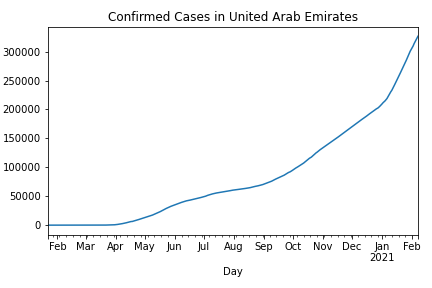 Confirmed Cases in United Arab Emirates
300000
250000
200000
150000
100000
50000
0
Feb Mar Apr May Jun Jul Aug Sep Oct Nov Dec Jan Feb
2021
Day